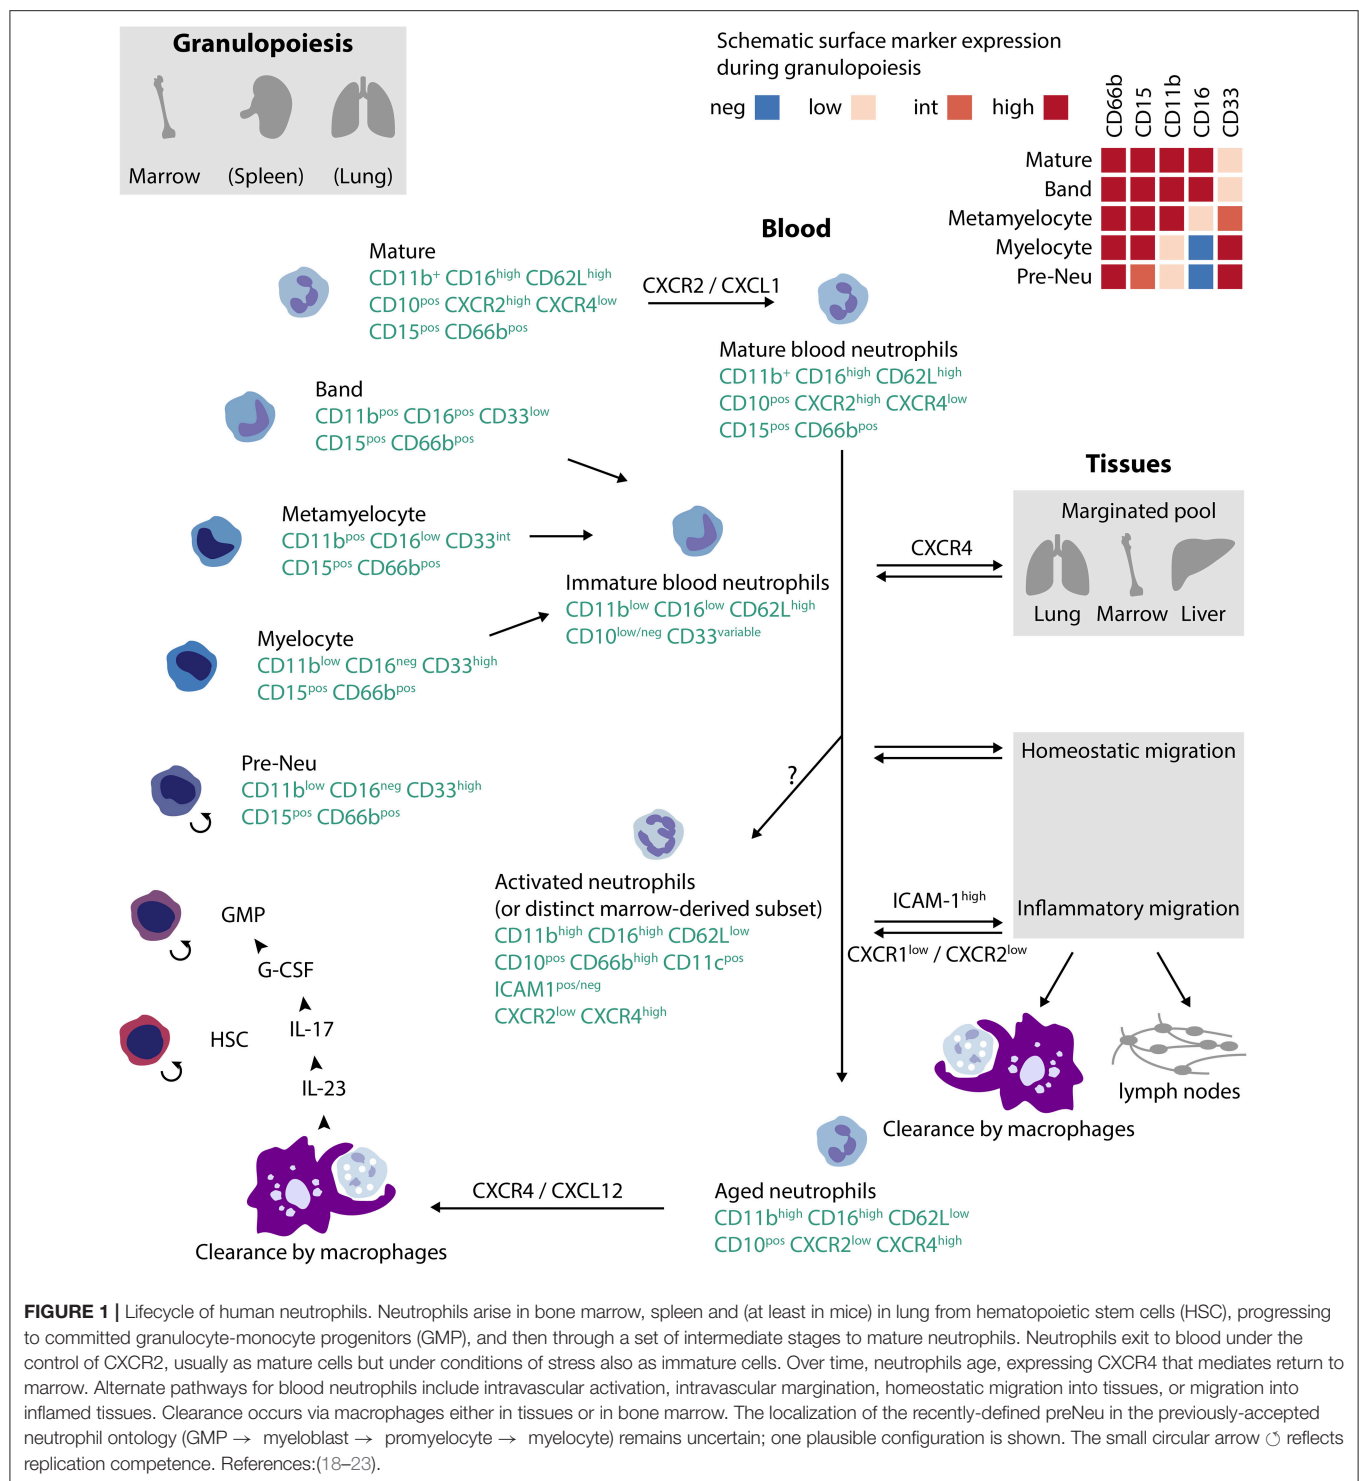 Granulopoiesis
Marrow (Spleen) (Lung)
Schematic surface marker expression
during granulopoiesis
neg low int high
CD66b CD15 CD11b CD16 CD33
Mature
Band
Metamyelocyte
Myelocyte
Pre-Neu
Blood
Mature
CD11b+ CD16high CD62Lhigh
CD10pos CXCR2high CXCR4low
CD15pos CD66bpos
CXCR2 / CXCL1
Mature blood neutrophils
CD11b+ CD16high CD62Lhigh
CD10pos CXCR2high CXCR4low
CD15pos CD66bpos
Band
CD11bpos CD16pos CD33low
CD15pos CD66bpos
Metamyelocyte
CD11bpos CD16low CD33int
CD15pos CD66bpos
Immature blood neutrophils
CD11blow CD16low CD62Lhigh
CD10low/neg CD33variable
Myelocyte
CD11blow CD16neg CD33high
CD15pos CD66bpos
Tissues
Marginated pool
Lung Marrow Liver
CXCR4
Pre-Neu
CD11blow CD16neg CD33high
CD15pos CD66bpos
?
Homeostatic migration
Activated neutrophils
(or distinct marrow-derived subset)
CD11bhigh CD16high CD62Llow
CD10pos CD66bhigh CD11cpos
ICAM1pos/neg
CXCR2low CXCR4high
ICAM-1high
Inflammatory migration
CXCR1low / CXCR2low
GMP
G-CSF
IL-17
HSC
IL-23
lymph nodes
Clearance by macrophages
Aged neutrophils
CD11bhigh CD16high CD62Llow
CD10pos CXCR2low CXCR4high
CXCR4 / CXCL12
Clearance by macrophages
FIGURE 1 | Lifecycle of human neutrophils. Neutrophils arise in bone marrow, spleen and (at least in mice) in lung from hematopoietic stem cells (HSC), progressing
to committed granulocyte-monocyte progenitors (GMP), and then through a set of intermediate stages to mature neutrophils. Neutrophils exit to blood under the
control of CXCR2, usually as mature cells but under conditions of stress also as immature cells. Over time, neutrophils age, expressing CXCR4 that mediates return to
marrow. Alternate pathways for blood neutrophils include intravascular activation, intravascular margination, homeostatic migration into tissues, or migration into
inflamed tissues. Clearance occurs via macrophages either in tissues or in bone marrow. The localization of the recently-defined preNeu in the previously-accepted
neutrophil ontology (GMP → myeloblast → promyelocyte → myelocyte) remains uncertain; one plausible configuration is shown. The small circular arrow ↺ reflects
replication competence. References:(18–23).